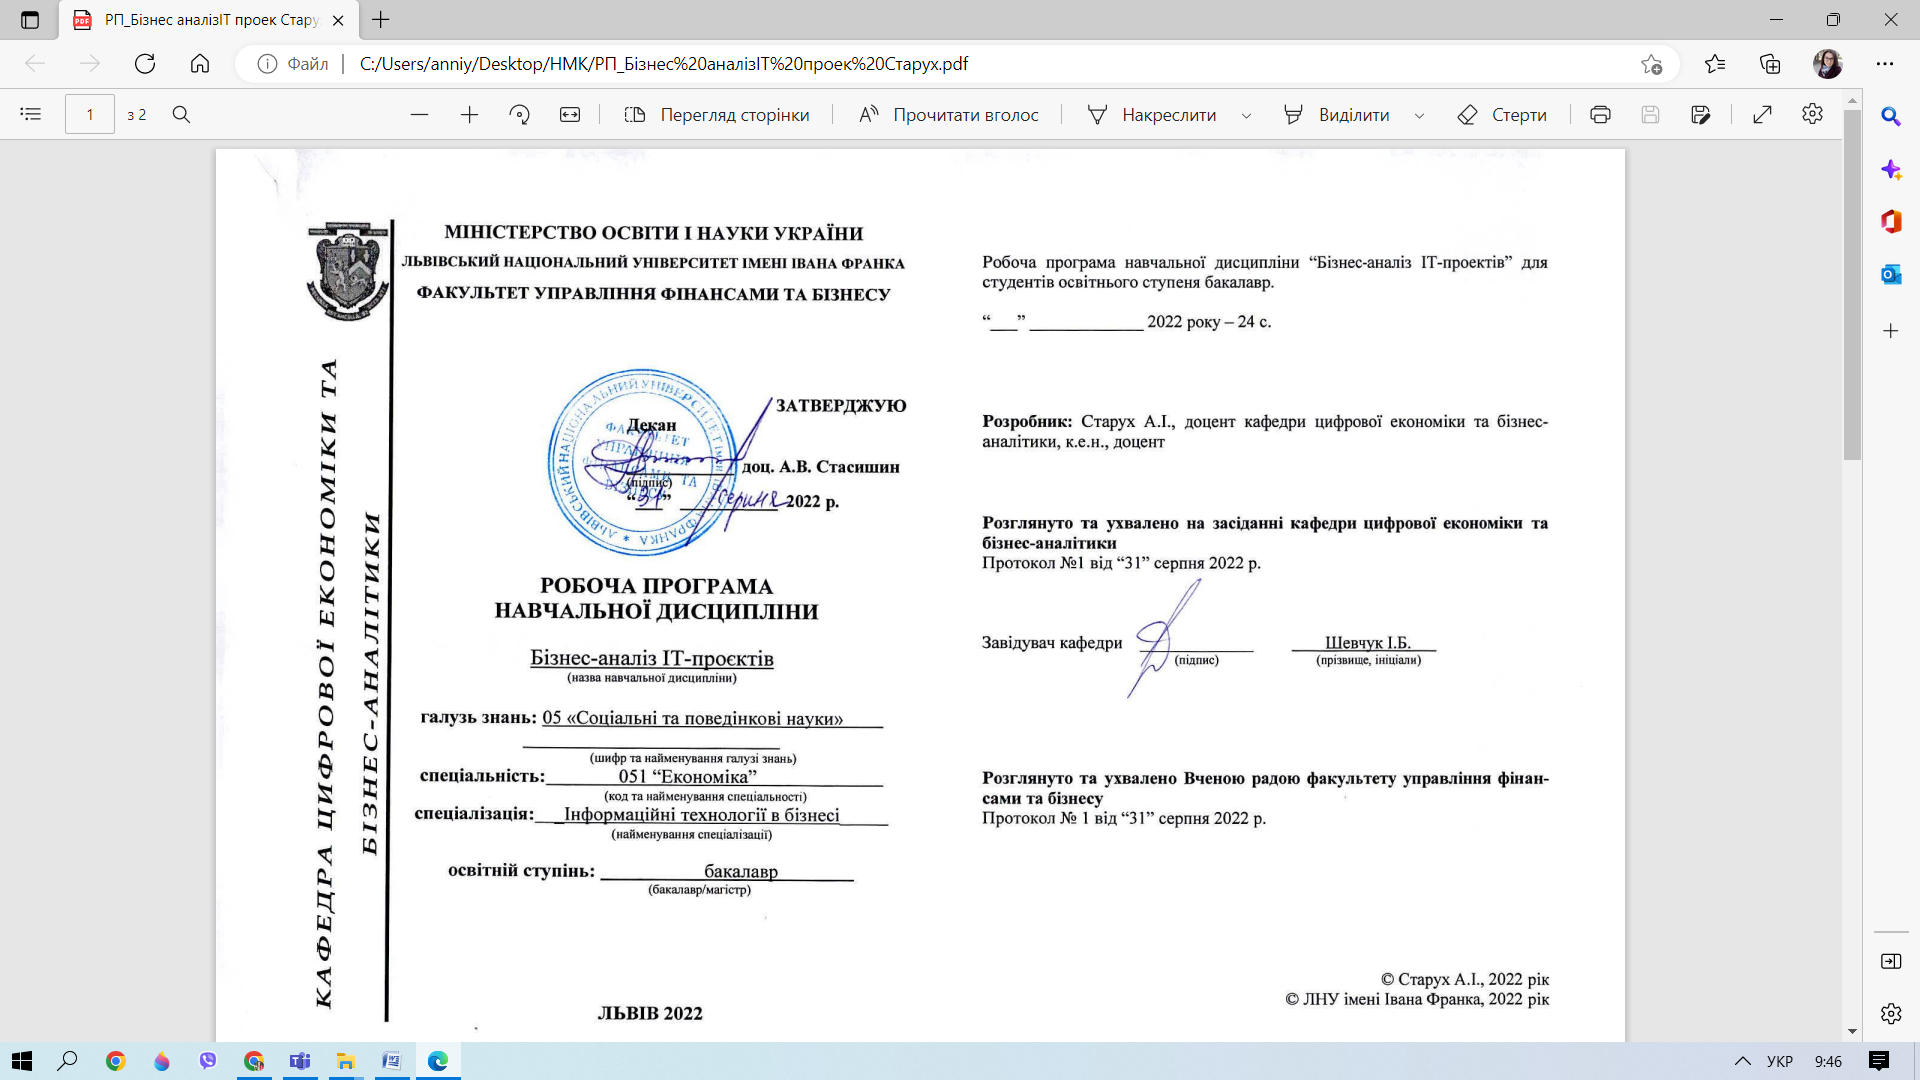 РП_Бізнес аналізІТ проек Стару
Файл
C:/Users/anniy/Desktop/НМК/РП_Бізнес%20аналізІТ%20проек%20Старух.pdf
1
з 2
Перегляд сторінки
Прочитати вголос
Накреслити
Виділити
Стерти
КАФЕДРА ЦИФРОВОЇ ЕКОНОМІКИ ТА
БІЗНЕС-АНАЛІТИКИ
МІНІСТЕРСТВО ОСВІТИ І НАУКИ УКРАЇНИ
ЛЬВІВСЬКИЙ НАЦІОНАЛЬНИЙ УНІВЕРСИТЕТ ІМЕНІ ІВАНА ФРАНКА
ФАКУЛЬТЕТ УПРАВЛІННЯ ФІНАНСАМИ ТА БІЗНЕСУ
ЗАТВЕРДЖУЮ
Декан
доц. А.В. Стасишин
(підпис)
“31” серпня 2022 р.
РОБОЧА ПРОГРАМА
НАВЧАЛЬНОЇ ДИСЦИПЛІНИ
Бізнес-аналіз ІТ-проєктів
(назва навчальної дисципліни)
галузь знань: 05 «Соціальні та поведінкові науки»
(шифр та найменування галузі знань)
спеціальність: 051 “Економіка”
(код та найменування спеціальності)
спеціалізація: Інформаційні технології в бізнесі
(найменування спеціалізації)
освітній ступінь: бакалавр
(бакалавр/магістр)
ЛЬВІВ 2022
Робоча програма навчальної дисципліни “Бізнес-аналіз ІТ-проектів” для
студентів освітнього ступеня бакалавр.
“___” _____________ 2022 року – 24 с.
Розробник: Старух А.І., доцент кафедри цифрової економіки та бізнес-
аналітики, к.е.н., доцент
Розглянуто та ухвалено на засіданні кафедри цифрової економіки та
бізнес-аналітики
Протокол №1 від “31” серпня 2022 р.
Завідувач кафедри _____________ Шевчук І.Б.
(підпис) (прізвище, ініціали)
Розглянуто та ухвалено Вченою радою факультету управління фінан-
сами та бізнесу
Протокол № 1 від “31” серпня 2022 р.
© Старух А.І., 2022 рік
© ЛНУ імені Івана Франка, 2022 рік
УКР
9:46